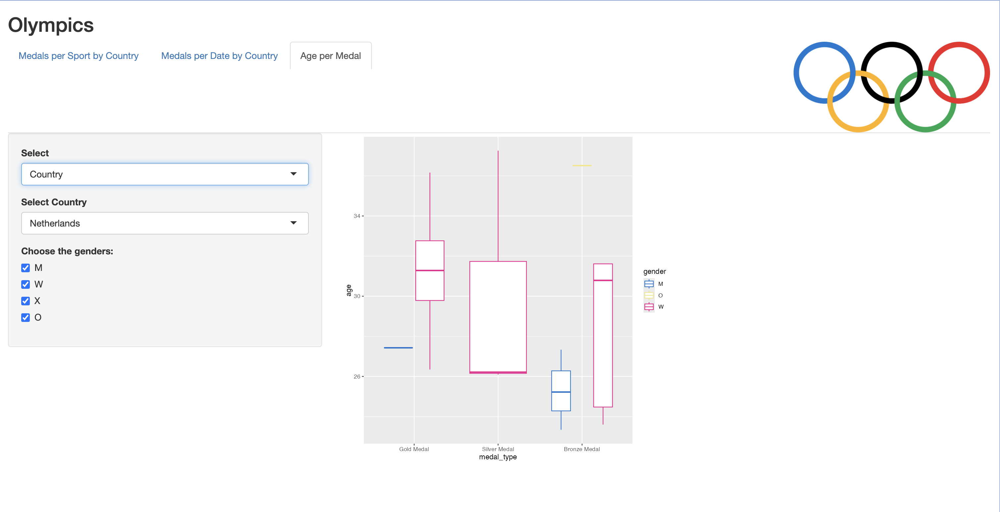 Olympics
Medals per Sport by Country
Medals per Date by Country
Age per Medal
Select
Country
Select Country
Netherlands
Choose the genders:
M
W
X
O
34
30
26
age
Gold Medal
Silver Medal
Bronze Medal
medal_type
gender
M
O
W